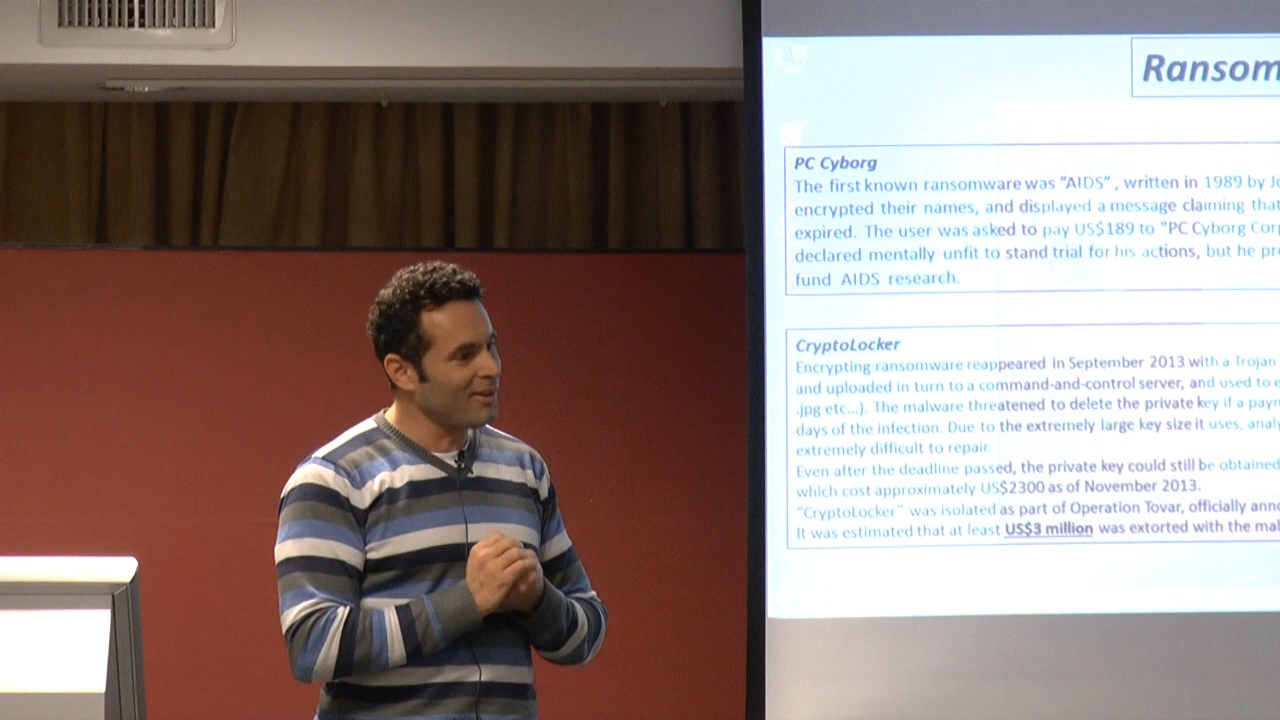 Ransom
PC Cyborg
The first known ransomware was "AIDS" , written in 1989 by Jo
encrypted their names, and displayed a message claiming that
expired. The user was asked to pay US$189 to "PC Cyborg Corp
declared mentally unfit to stand trial for his actions, but he pr
fund AIDS research.
CryptoLocker
Encrypting ransomware reappeared in September 2013 with a Trojan
and uploaded in turn to a command-and-control server, and used to e
.jpg etc...). The malware threatened to delete the private key if a paym
days of the infection. Due to the extremely large key size it uses, analy
extremely difficult to repair.
Even after the deadline passed, the private key could still be obtained
which cost approximately US$2300 as of November 2013.
"CryptoLocker" was isolated as part of Operation Tovar, officially anno
It was estimated that at least US$3 million was extorted with the mal